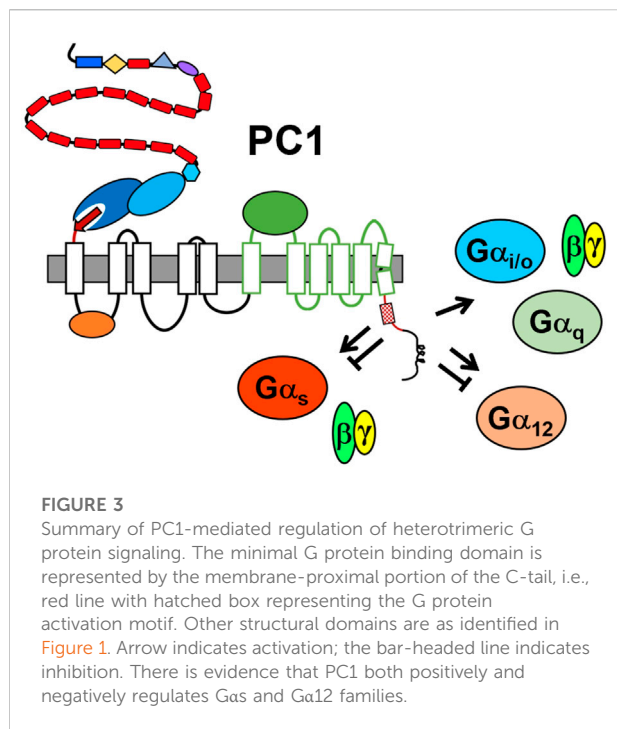 PC1
Gαi/o
β γ
Gαq
Gαs
β γ
Gα12
FIGURE 3
Summary of PC1-mediated regulation of heterotrimeric G
protein signaling. The minimal G protein binding domain is
represented by the membrane-proximal portion of the C-tail, i.e.,
red line with hatched box representing the G protein
activation motif. Other structural domains are as identified in
Figure 1. Arrow indicates activation; the bar-headed line indicates
inhibition. There is evidence that PC1 both positively and
negatively regulates Gαs and Gα12 families.